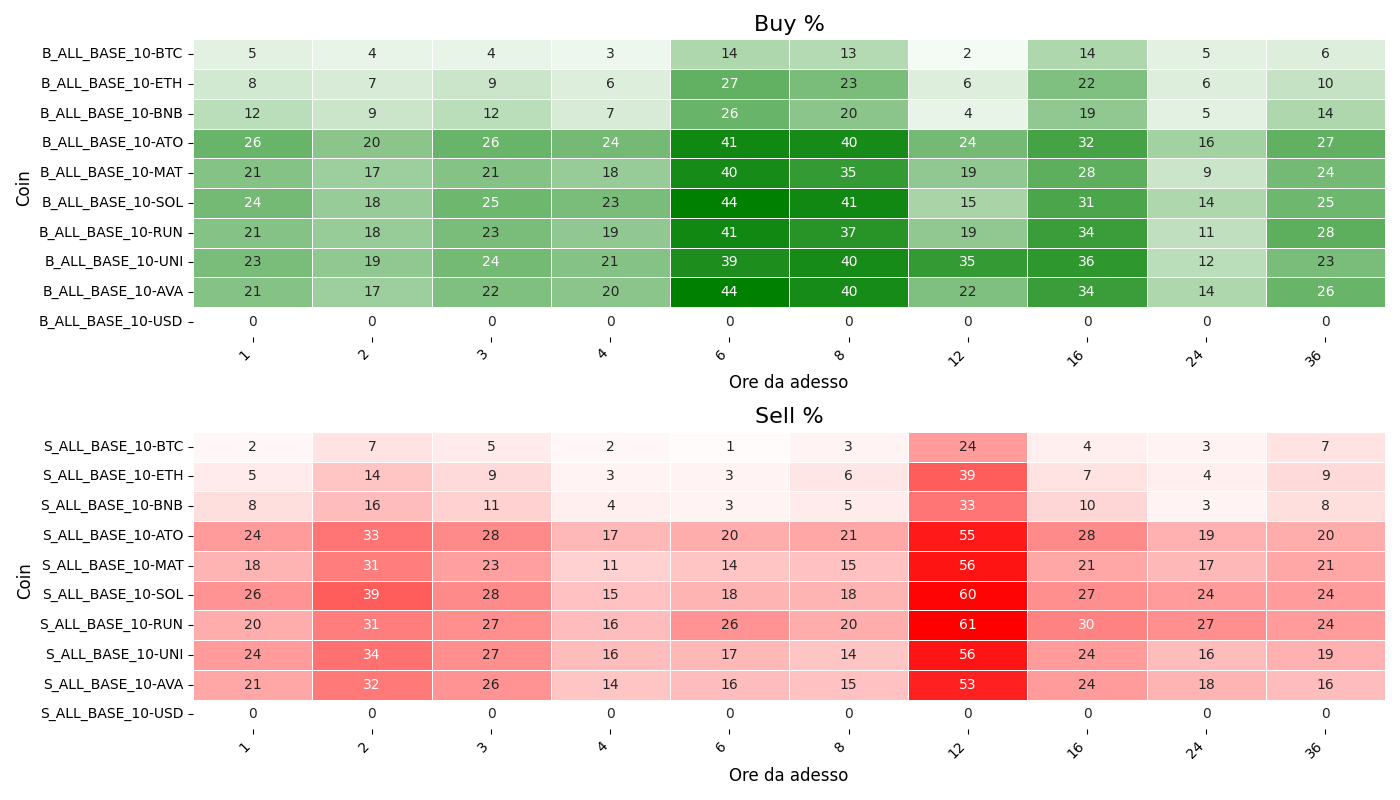 Buy %
Coin
B_ALL_BASE_10-BTC 5 4 4 3 14 13 2 14 5 6
B_ALL_BASE_10-ETH 8 7 9 6 27 23 6 22 6 10
B_ALL_BASE_10-BNB 12 9 12 7 26 20 4 19 5 14
B_ALL_BASE_10-ATO 26 20 26 24 41 40 24 32 16 27
B_ALL_BASE_10-MAT 21 17 21 18 40 35 19 28 9 24
B_ALL_BASE_10-SOL 24 18 25 23 44 41 15 31 14 25
B_ALL_BASE_10-RUN 21 18 23 19 41 37 19 34 11 28
B_ALL_BASE_10-UNI 23 19 24 21 39 40 35 36 12 23
B_ALL_BASE_10-AVA 21 17 22 20 44 40 22 34 14 26
B_ALL_BASE_10-USD 0 0 0 0 0 0 0 0 0 0
1 2 3 4 6 8 12 16 24 36
Ore da adesso
Sell %
Coin
S_ALL_BASE_10-BTC 2 7 5 2 1 3 24 4 3 7
S_ALL_BASE_10-ETH 5 14 9 3 3 6 39 7 4 9
S_ALL_BASE_10-BNB 8 16 11 4 3 5 33 10 3 8
S_ALL_BASE_10-ATO 24 33 28 17 20 21 55 28 19 20
S_ALL_BASE_10-MAT 18 31 23 11 14 15 56 21 17 21
S_ALL_BASE_10-SOL 26 39 28 15 18 18 60 27 24 24
S_ALL_BASE_10-RUN 20 31 27 16 26 20 61 30 27 24
S_ALL_BASE_10-UNI 24 34 27 16 17 14 56 24 16 19
S_ALL_BASE_10-AVA 21 32 26 14 16 15 53 24 18 16
S_ALL_BASE_10-USD 0 0 0 0 0 0 0 0 0 0
1 2 3 4 6 8 12 16 24 36
Ore da adesso